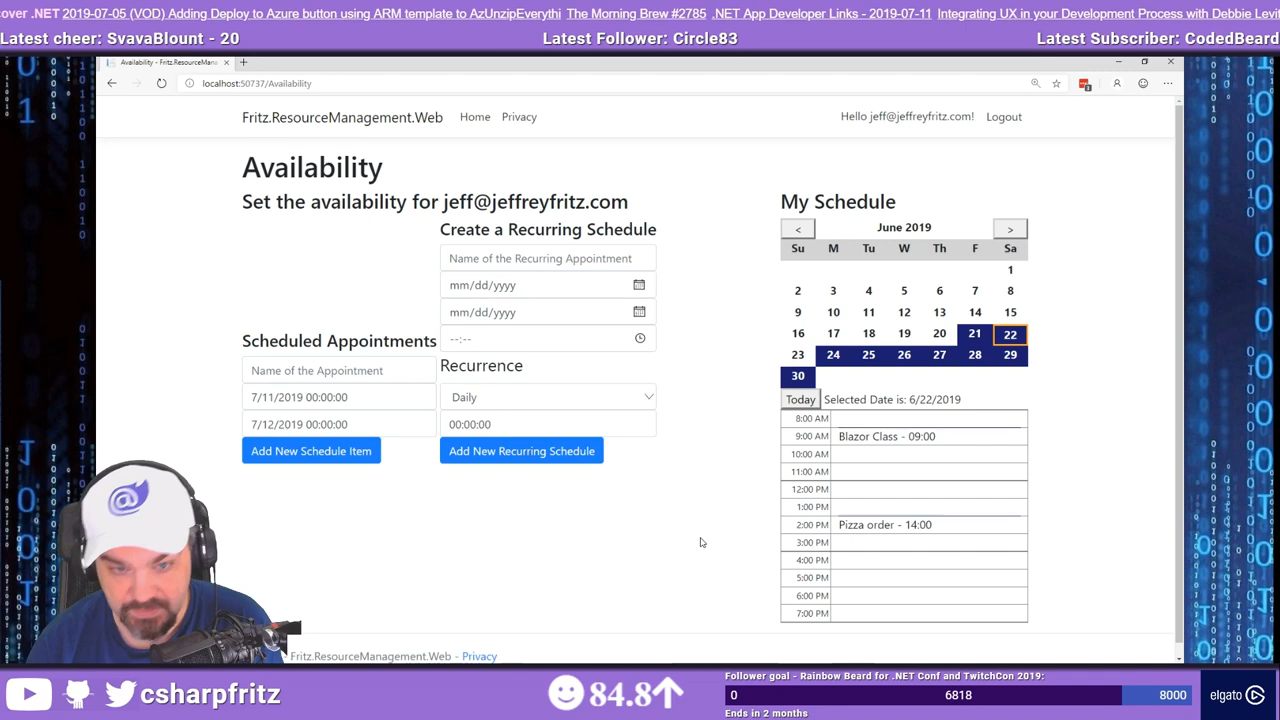 cover .NET 2019-07-05 (VOD) Adding Deploy to Azure button using ARM template to AzUnzipEverythi The Morning Brew #2785 .NET App Developer Links - 2019-07-11 Integrating UX in your Development Process with Debbie Levit
Latest cheer: SvavaBlount - 20
Latest Follower: Circle83
Latest Subscriber: CodedBeard
Availability - Fritz.ResourceMana
localhost:50737/Availability
Fritz.ResourceManagement.Web
Home
Privacy
Hello jeff@jeffreyfritz.com!
Logout
Availability
Set the availability for jeff@jeffreyfritz.com
Scheduled Appointments
Name of the Appointment
7/11/2019 00:00:00
7/12/2019 00:00:00
Add New Schedule Item
Create a Recurring Schedule
Name of the Recurring Appointment
mm/dd/yyyy
mm/dd/yyyy
--:--
Recurrence
Daily
00:00:00
Add New Recurring Schedule
My Schedule
< June 2019 >
Su M Tu W Th F Sa
1
2 3 4 5 6 7 8
9 10 11 12 13 14 15
16 17 18 19 20 21 22
23 24 25 26 27 28 29
30
Today Selected Date is: 6/22/2019
8:00 AM
9:00 AM Blazor Class - 09:00
10:00 AM
11:00 AM
12:00 PM
1:00 PM
2:00 PM Pizza order - 14:00
3:00 PM
4:00 PM
5:00 PM
6:00 PM
7:00 PM
Fritz.ResourceManagement.Web - Privacy
csharpfritz
84.8
Follower goal - Rainbow Beard for .NET Conf and TwitchCon 2019:
0 6818 8000
Ends in 2 months
elgato